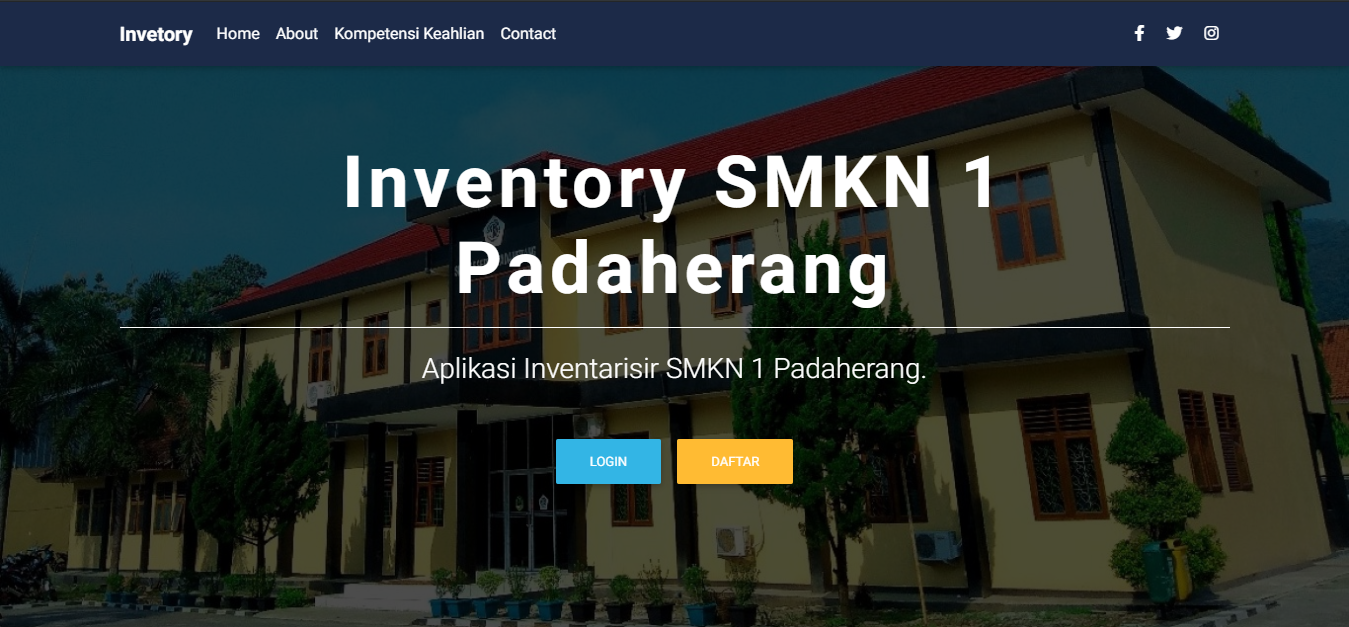 Invetory Home About Kompetensi Keahlian Contact
Inventory SMKN 1
Padaherang
Aplikasi Inventarisir SMKN 1 Padaherang.
LOGIN DAFTAR